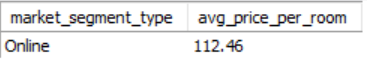 market_segment_type avg_price_per_room
Online 112.46